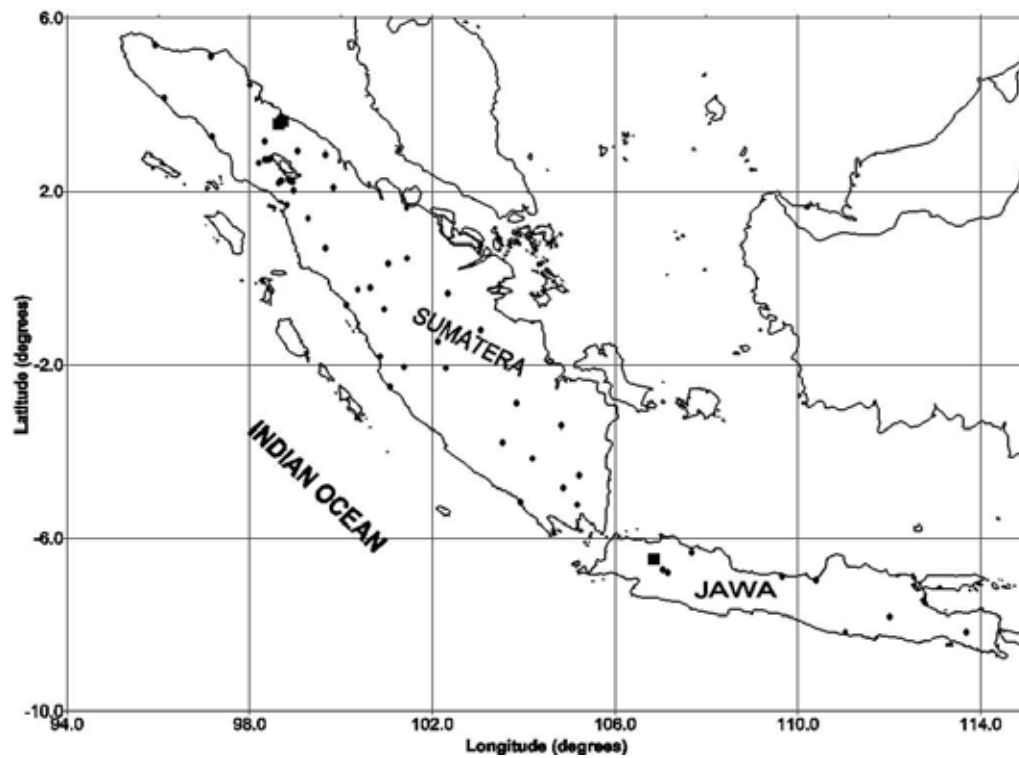 6.0
2.0
SUMATERA
-2.0
Latitude (degrees)
INDIAN OCEAN
-6.0
JAWA
-10.0
94.0 98.0 102.0 106.0 110.0 114.0
Longitude (degrees)